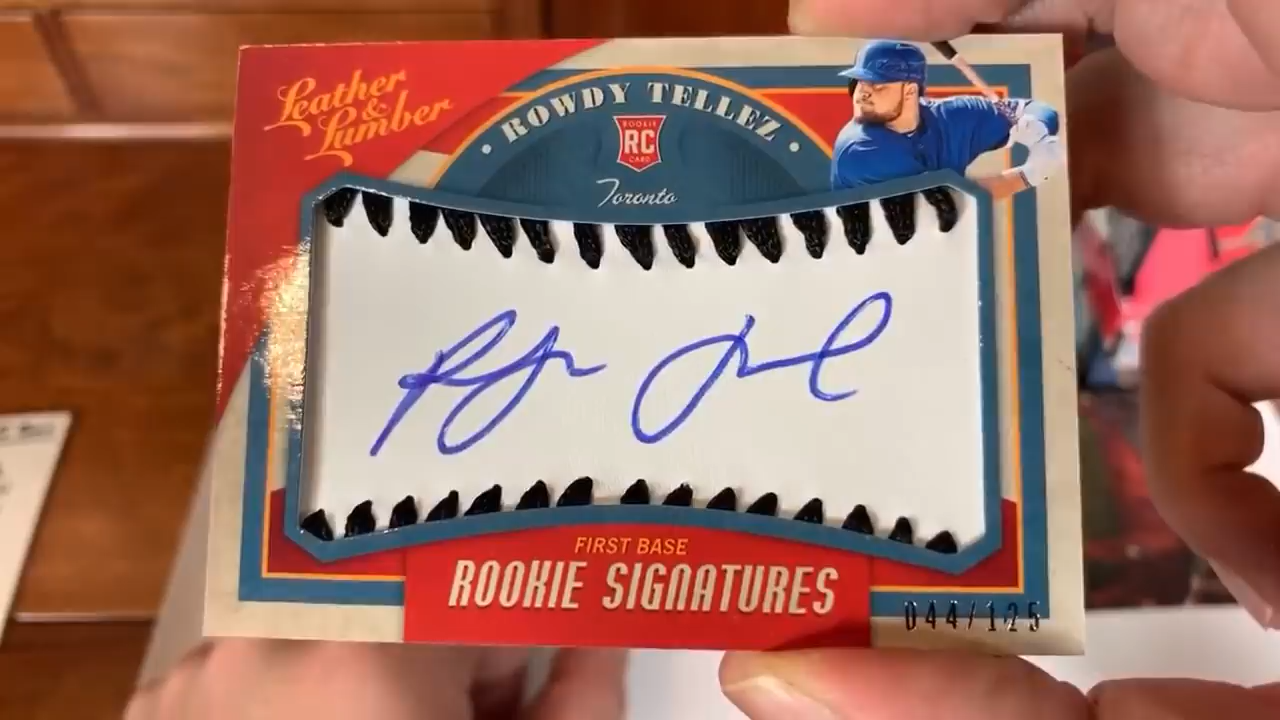 Leather
&
Lumber
• ROWDY TELLEZ •
ROOKIE
RC
CARD
Toronto
FIRST BASE
ROOKIE SIGNATURES
044/125